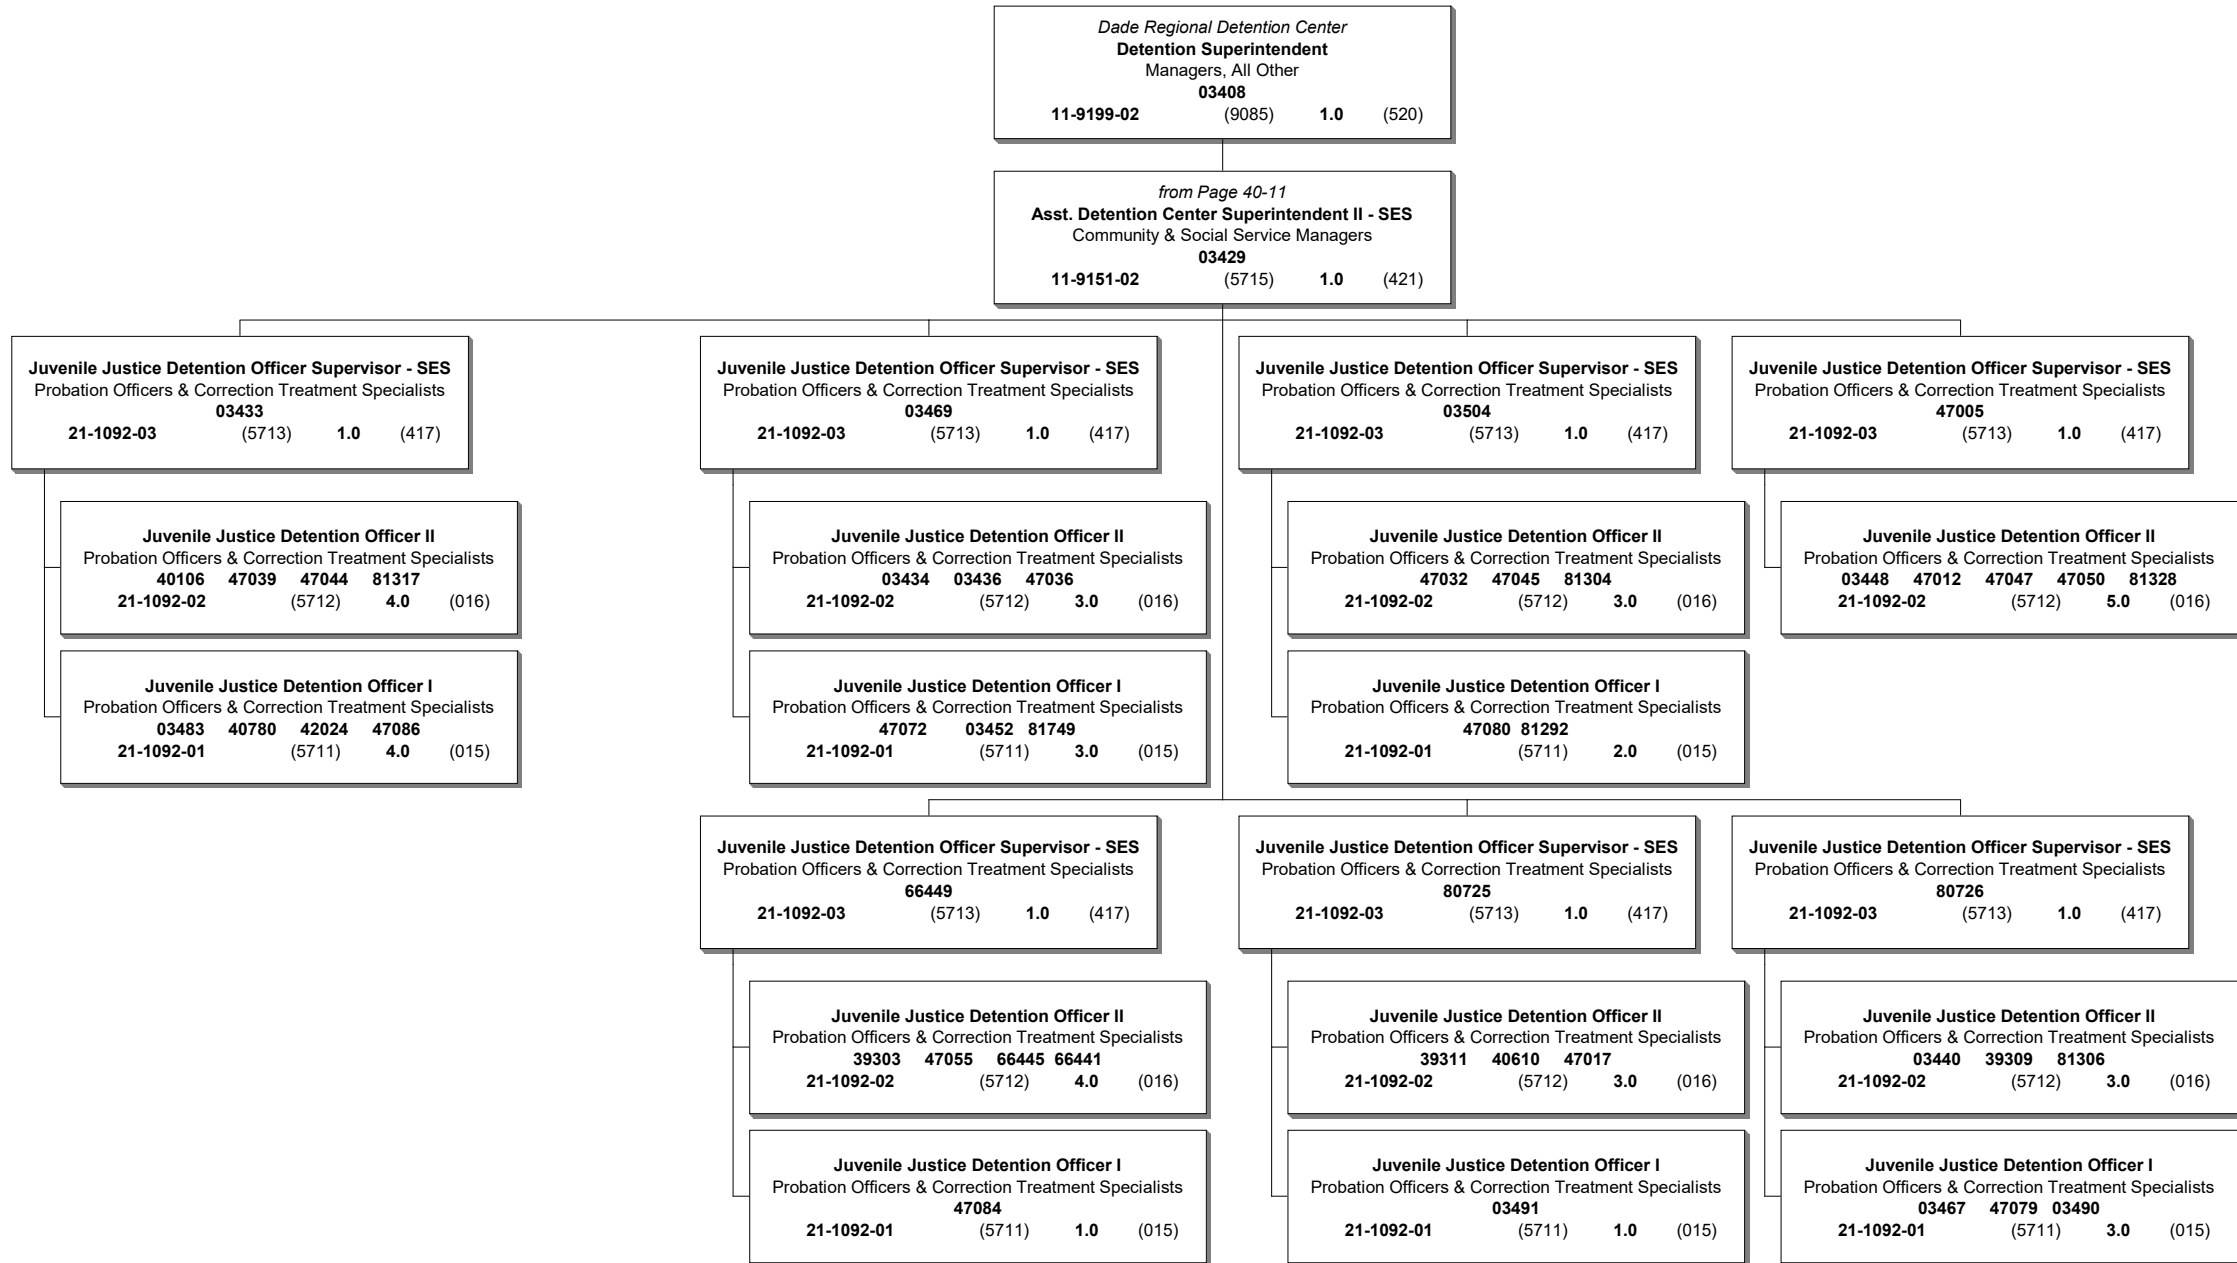 Dade Regional Detention Center
Detention Superintendent
Managers, All Other
03408
11-9199-02 (9085) 1.0 (520)
from Page 40-11
Asst. Detention Center Superintendent II - SES
Community & Social Service Managers
03429
11-9151-02 (5715) 1.0 (421)
Juvenile Justice Detention Officer Supervisor - SES
Probation Officers & Correction Treatment Specialists
03433
21-1092-03 (5713) 1.0 (417)
Juvenile Justice Detention Officer II
Probation Officers & Correction Treatment Specialists
40106 47039 47044 81317
21-1092-02 (5712) 4.0 (016)
Juvenile Justice Detention Officer I
Probation Officers & Correction Treatment Specialists
03483 40780 42024 47086
21-1092-01 (5711) 4.0 (015)
Juvenile Justice Detention Officer Supervisor - SES
Probation Officers & Correction Treatment Specialists
03469
21-1092-03 (5713) 1.0 (417)
Juvenile Justice Detention Officer II
Probation Officers & Correction Treatment Specialists
03434 03436 47036
21-1092-02 (5712) 3.0 (016)
Juvenile Justice Detention Officer I
Probation Officers & Correction Treatment Specialists
47072 03452 81749
21-1092-01 (5711) 3.0 (015)
Juvenile Justice Detention Officer Supervisor - SES
Probation Officers & Correction Treatment Specialists
03504
21-1092-03 (5713) 1.0 (417)
Juvenile Justice Detention Officer II
Probation Officers & Correction Treatment Specialists
47032 47045 81304
21-1092-02 (5712) 3.0 (016)
Juvenile Justice Detention Officer I
Probation Officers & Correction Treatment Specialists
47080 81292
21-1092-01 (5711) 2.0 (015)
Juvenile Justice Detention Officer Supervisor - SES
Probation Officers & Correction Treatment Specialists
47005
21-1092-03 (5713) 1.0 (417)
Juvenile Justice Detention Officer II
Probation Officers & Correction Treatment Specialists
03448 47012 47047 47050 81328
21-1092-02 (5712) 5.0 (016)
Juvenile Justice Detention Officer Supervisor - SES
Probation Officers & Correction Treatment Specialists
66449
21-1092-03 (5713) 1.0 (417)
Juvenile Justice Detention Officer II
Probation Officers & Correction Treatment Specialists
39303 47055 66445 66441
21-1092-02 (5712) 4.0 (016)
Juvenile Justice Detention Officer I
Probation Officers & Correction Treatment Specialists
47084
21-1092-01 (5711) 1.0 (015)
Juvenile Justice Detention Officer Supervisor - SES
Probation Officers & Correction Treatment Specialists
80725
21-1092-03 (5713) 1.0 (417)
Juvenile Justice Detention Officer II
Probation Officers & Correction Treatment Specialists
39311 40610 47017
21-1092-02 (5712) 3.0 (016)
Juvenile Justice Detention Officer I
Probation Officers & Correction Treatment Specialists
03491
21-1092-01 (5711) 1.0 (015)
Juvenile Justice Detention Officer Supervisor - SES
Probation Officers & Correction Treatment Specialists
80726
21-1092-03 (5713) 1.0 (417)
Juvenile Justice Detention Officer II
Probation Officers & Correction Treatment Specialists
03440 39309 81306
21-1092-02 (5712) 3.0 (016)
Juvenile Justice Detention Officer I
Probation Officers & Correction Treatment Specialists
03467 47079 03490
21-1092-01 (5711) 3.0 (015)